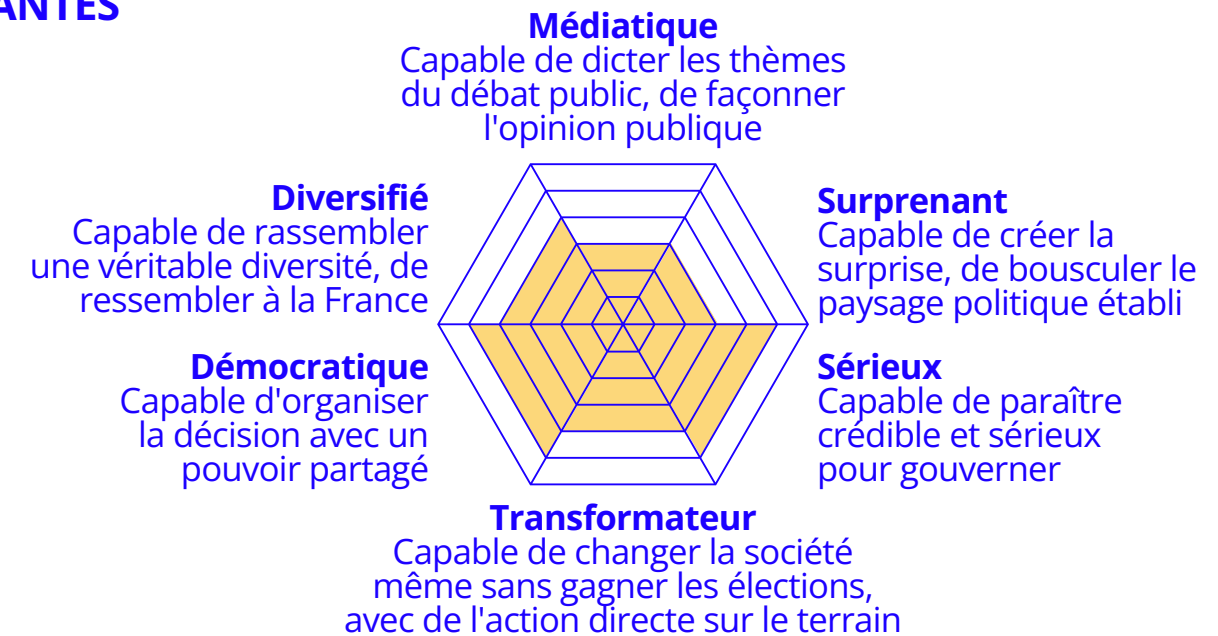 Médiatique
Capable de dicter les thèmes
du débat public, de façonner
l'opinion publique
Diversifié
Capable de rassembler
une véritable diversité, de
ressembler à la France
Surprenant
Capable de créer la
surprise, de bousculer le
paysage politique établi
Démocratique
Capable d'organiser
la décision avec un
pouvoir partagé
Sérieux
Capable de paraître
crédible et sérieux
pour gouverner
Transformateur
Capable de changer la société
même sans gagner les élections,
avec de l'action directe sur le terrain